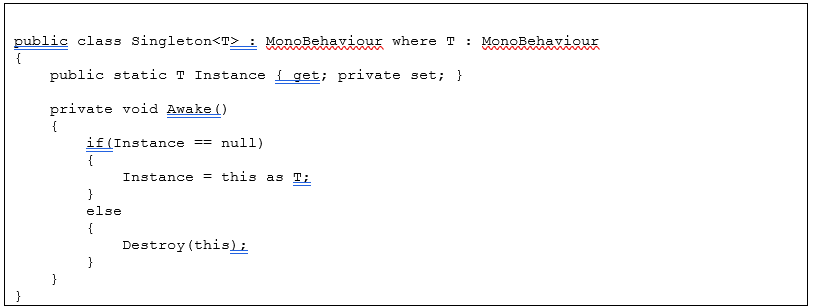 public class Singleton<T> : MonoBehaviour where T : MonoBehaviour
{
    public static T Instance { get; private set; }
    private void Awake()
    {
        if(Instance == null)
        {
            Instance = this as T;
        }
        else
        {
            Destroy(this);
        }
    }
}